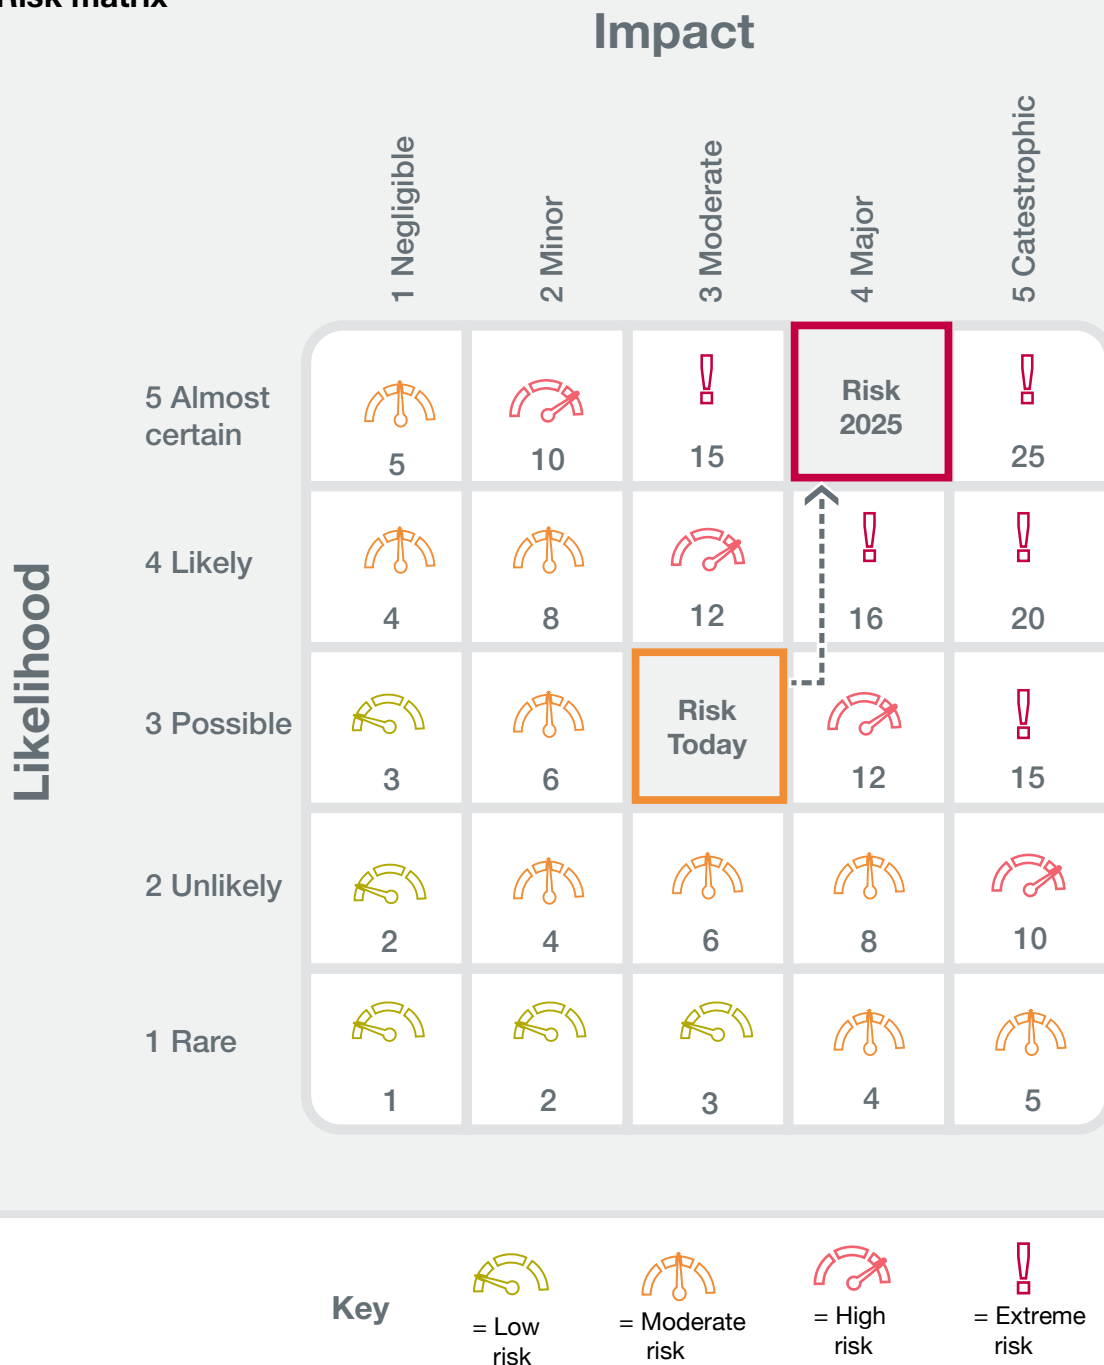 Risk matrix
Impact
1 Negligible
2 Minor
3 Moderate
4 Major
5 Catestrophic
Likelihood
5 Almost
certain
5
10
15
Risk
2025
25
4 Likely
4
8
12
16
20
3 Possible
3
6
Risk
Today
12
15
2 Unlikely
2
4
6
8
10
1 Rare
1
2
3
4
5
Key
= Low
risk
= Moderate
risk
= High
risk
= Extreme
risk